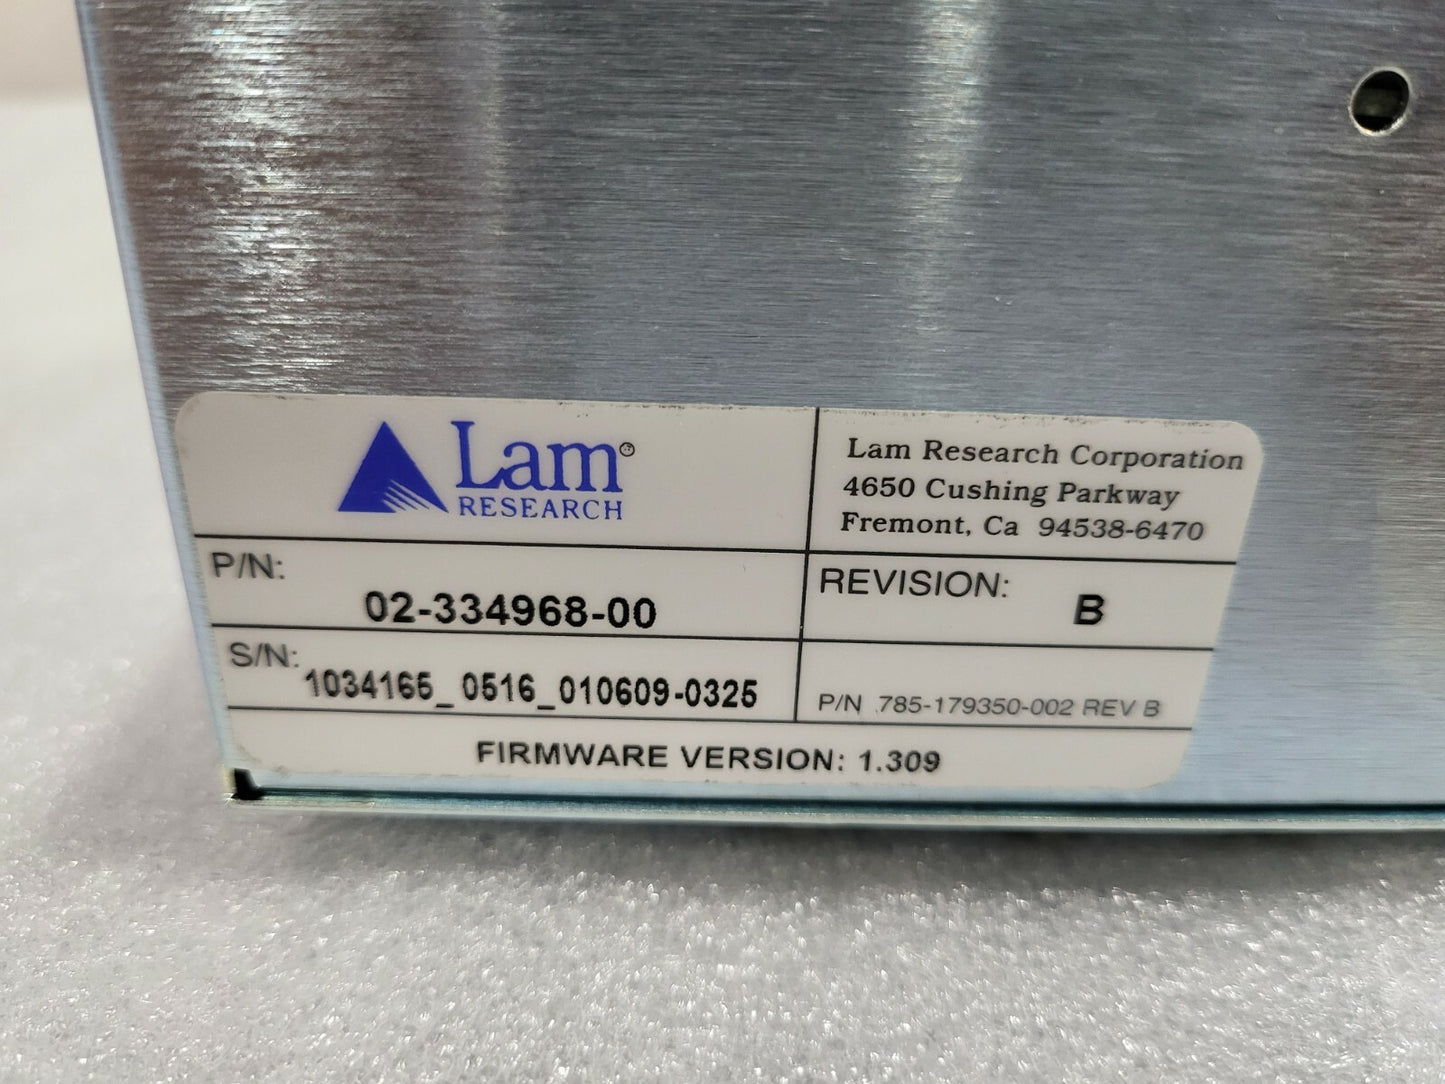 Lam®
RESEARCH
Lam Research Corporation
4650 Cushing Parkway
Fremont, Ca 94538-6470
P/N:
02-334968-00
REVISION:
B
S/N:
1034165_0516_010609-0325
P/N 785-179350-002 REV B
FIRMWARE VERSION: 1.309